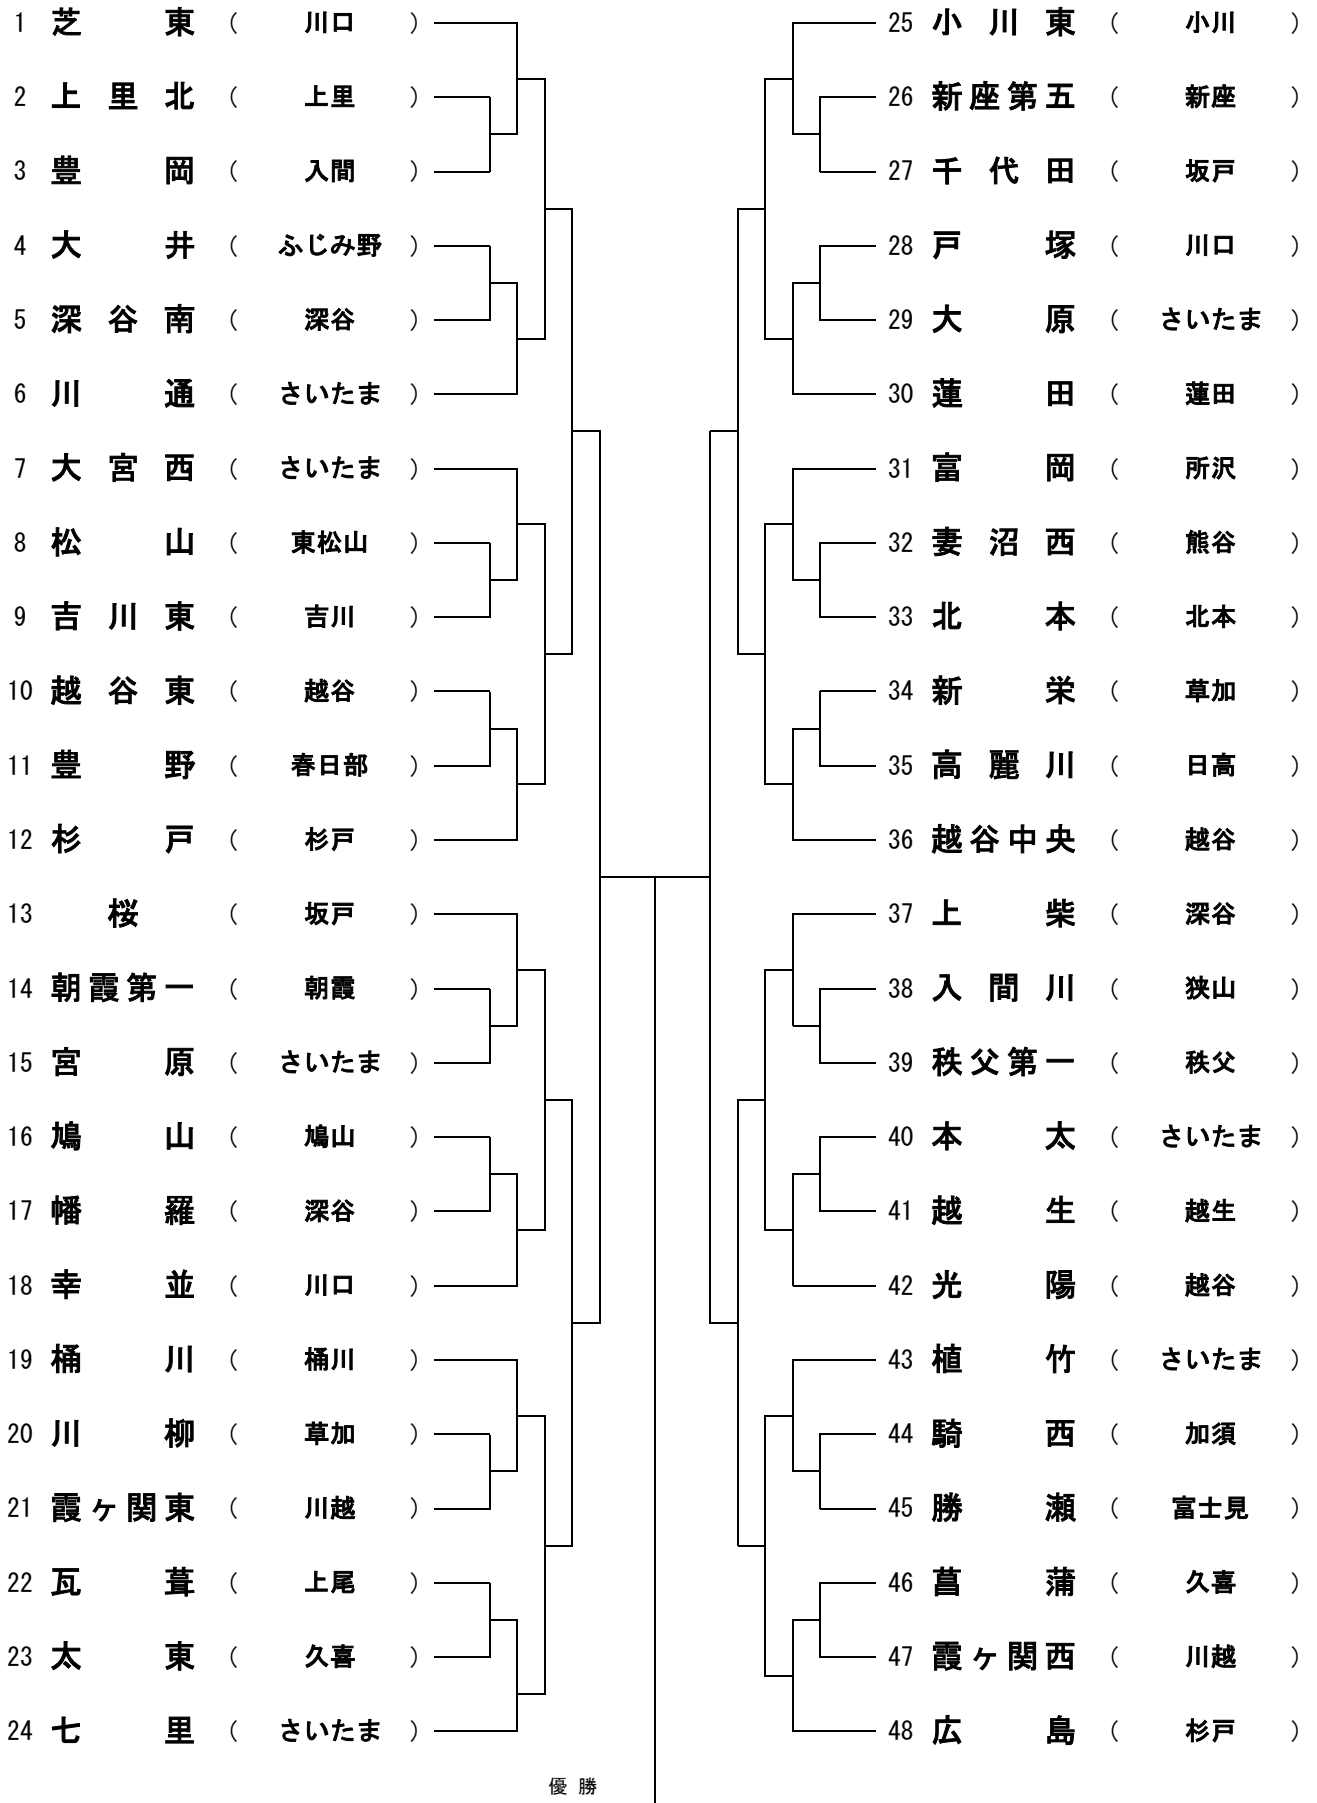 1 芝東 ( 川口 )
2 上里北 ( 上里 )
3 豊岡 ( 入間 )
4 大井 ( ふじみ野 )
5 深谷南 ( 深谷 )
6 川通 ( さいたま )
7 大宮西 ( さいたま )
8 松山 ( 東松山 )
9 吉川東 ( 吉川 )
10 越谷東 ( 越谷 )
11 豊野 ( 春日部 )
12 杉戸 ( 杉戸 )
13 桜 ( 坂戸 )
14 朝霞第一 ( 朝霞 )
15 宮原 ( さいたま )
16 鳩山 ( 鳩山 )
17 幡羅 ( 深谷 )
18 幸並 ( 川口 )
19 桶川 ( 桶川 )
20 川柳 ( 草加 )
21 霞ヶ関東 ( 川越 )
22 瓦葺 ( 上尾 )
23 太東 ( 久喜 )
24 七里 ( さいたま )
25 小川東 ( 小川 )
26 新座第五 ( 新座 )
27 千代田 ( 坂戸 )
28 戸塚 ( 川口 )
29 大原 ( さいたま )
30 蓮田 ( 蓮田 )
31 富岡 ( 所沢 )
32 妻沼西 ( 熊谷 )
33 北本 ( 北本 )
34 新栄 ( 草加 )
35 高麗川 ( 日高 )
36 越谷中央 ( 越谷 )
37 上柴 ( 深谷 )
38 入間川 ( 狭山 )
39 秩父第一 ( 秩父 )
40 本太 ( さいたま )
41 越生 ( 越生 )
42 光陽 ( 越谷 )
43 植竹 ( さいたま )
44 騎西 ( 加須 )
45 勝瀬 ( 富士見 )
46 菖蒲 ( 久喜 )
47 霞ヶ関西 ( 川越 )
48 広島 ( 杉戸 )
優勝